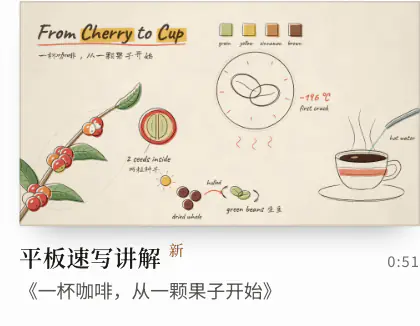 From Cherry to Cup
一杯咖啡，从一颗果子开始
green yellow cinnamon brown
~196 °C
first crack
hot water
2 seeds inside
两粒种子
hulled
dried whole
green beans 生豆
平板速写讲解 新
0:51
《一杯咖啡，从一颗果子开始》